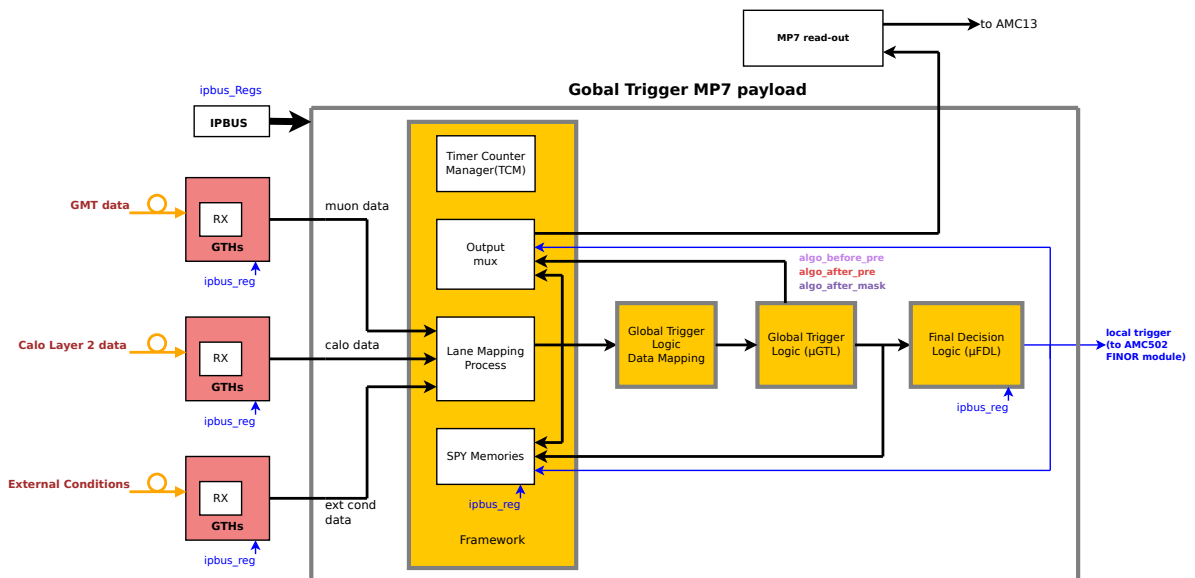 MP7 read-out
to AMC13
ipbus_Regs
Gobal Trigger MP7 payload
IPBUS
Timer Counter
Manager(TCM)
GMT data
RX
GTHs
muon data
ipbus_reg
Output
mux
algo_before_pre
algo_after_pre
algo_after_mask
Calo Layer 2 data
RX
GTHs
calo data
ipbus_reg
Lane Mapping
Process
Global Trigger
Logic
Data Mapping
Global Trigger
Logic (µGTL)
Final Decision
Logic (µFDL)
ipbus_reg
local trigger
(to AMC502
FINOR module)
External Conditions
RX
GTHs
ext cond
data
ipbus_reg
SPY Memories
ipbus_reg
Framework